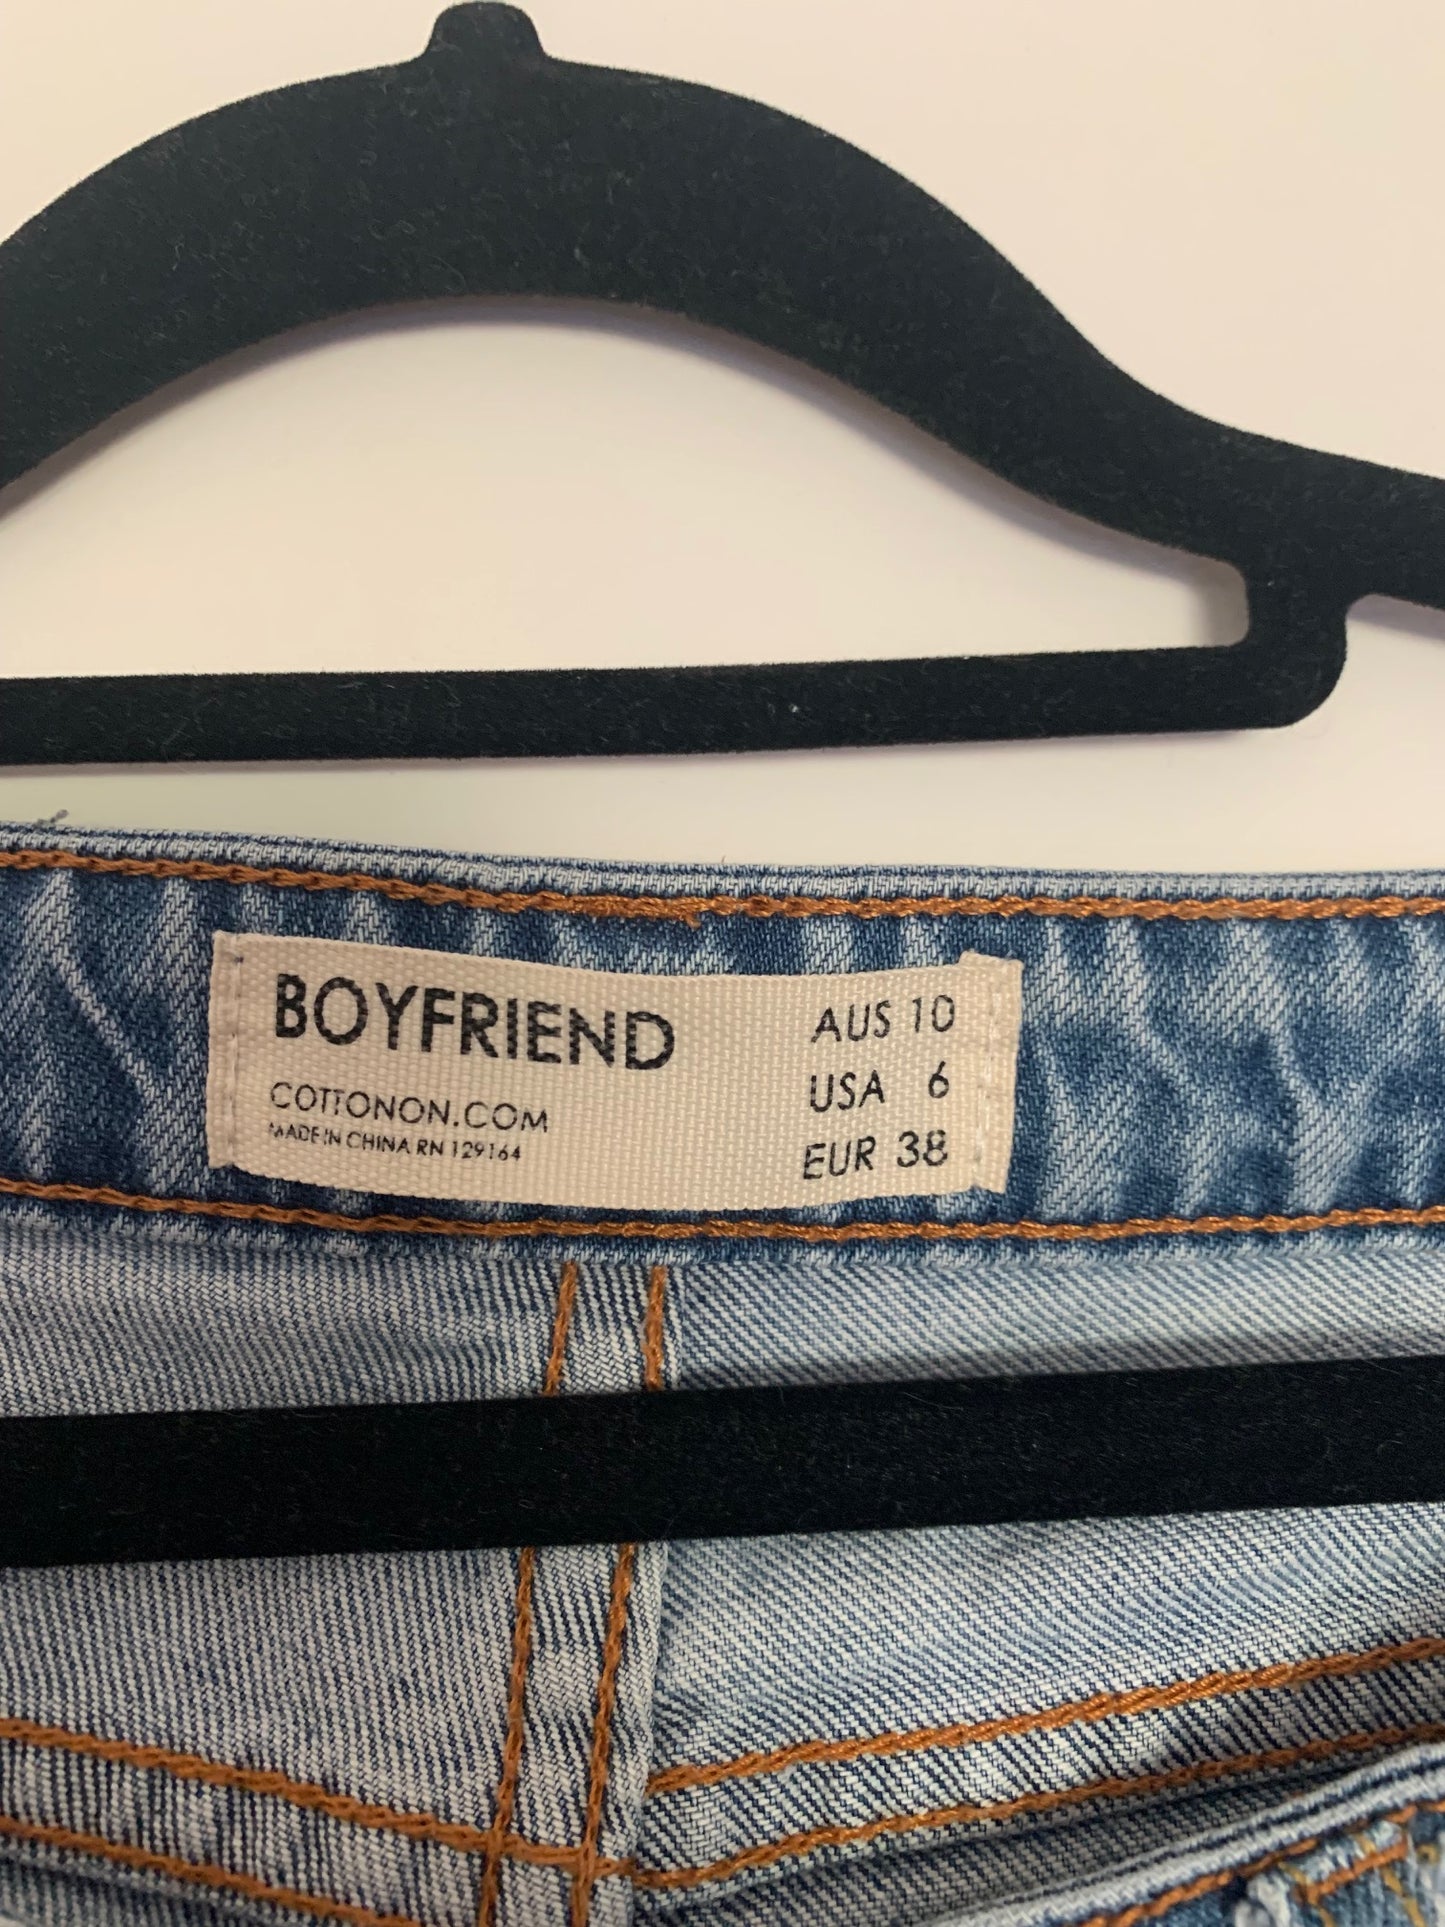 BOYFRIEND
COTTONON.COM
MADE IN CHINA RN 129164
AUS 10
USA 6
EUR 38